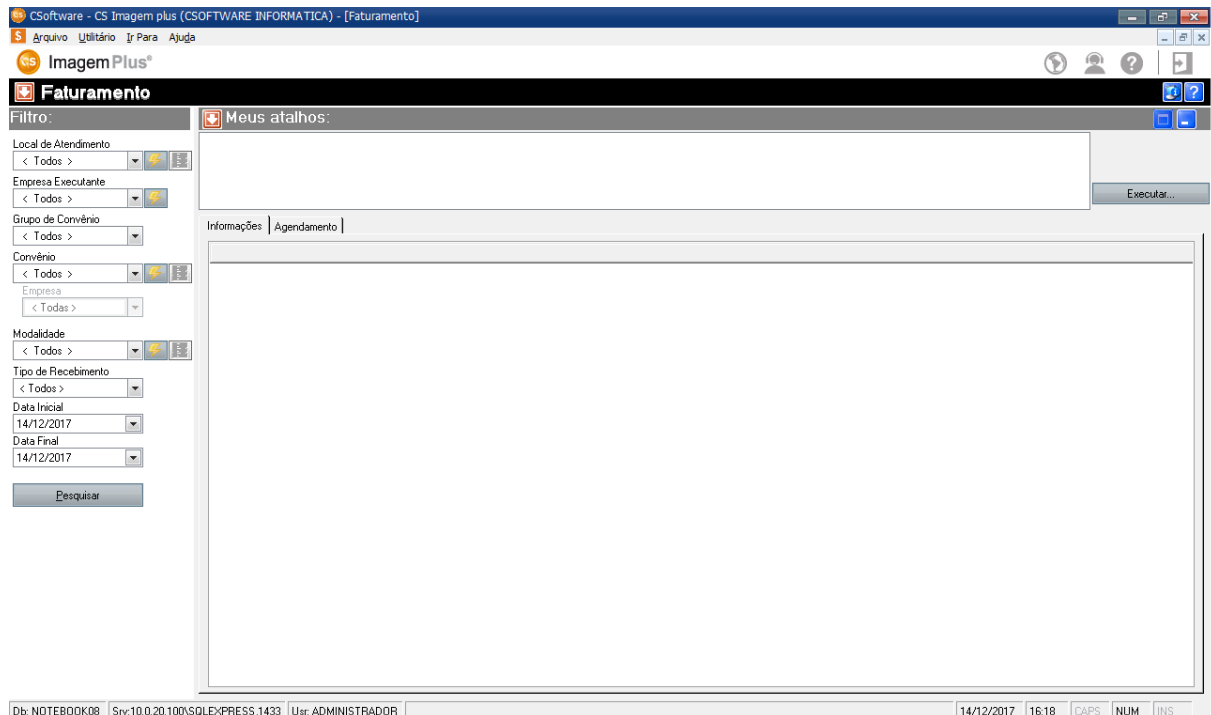 CSoftware - CS Imagem plus (CSOFTWARE INFORMATICA) - [Faturamento]
Arquivo Utilitário Ir Para Ajuda
CS ImagemPlus®
Faturamento
Filtro:
Meus atalhos:
Local de Atendimento
< Todos >
Empresa Executante
< Todos >
Executar...
Grupo de Convênio
< Todos >
Informações Agendamento
Convênio
< Todos >
Empresa
< Todas >
Modalidade
< Todos >
Tipo de Recebimento
< Todos >
Data Inicial
14/12/2017
Data Final
14/12/2017
Pesquisar
Db: NOTEBOOK08 Srv:10.0.20.100\SQLEXPRESS,1433 Usr: ADMINISTRADOR 14/12/2017 16:18 CAPS NUM INS